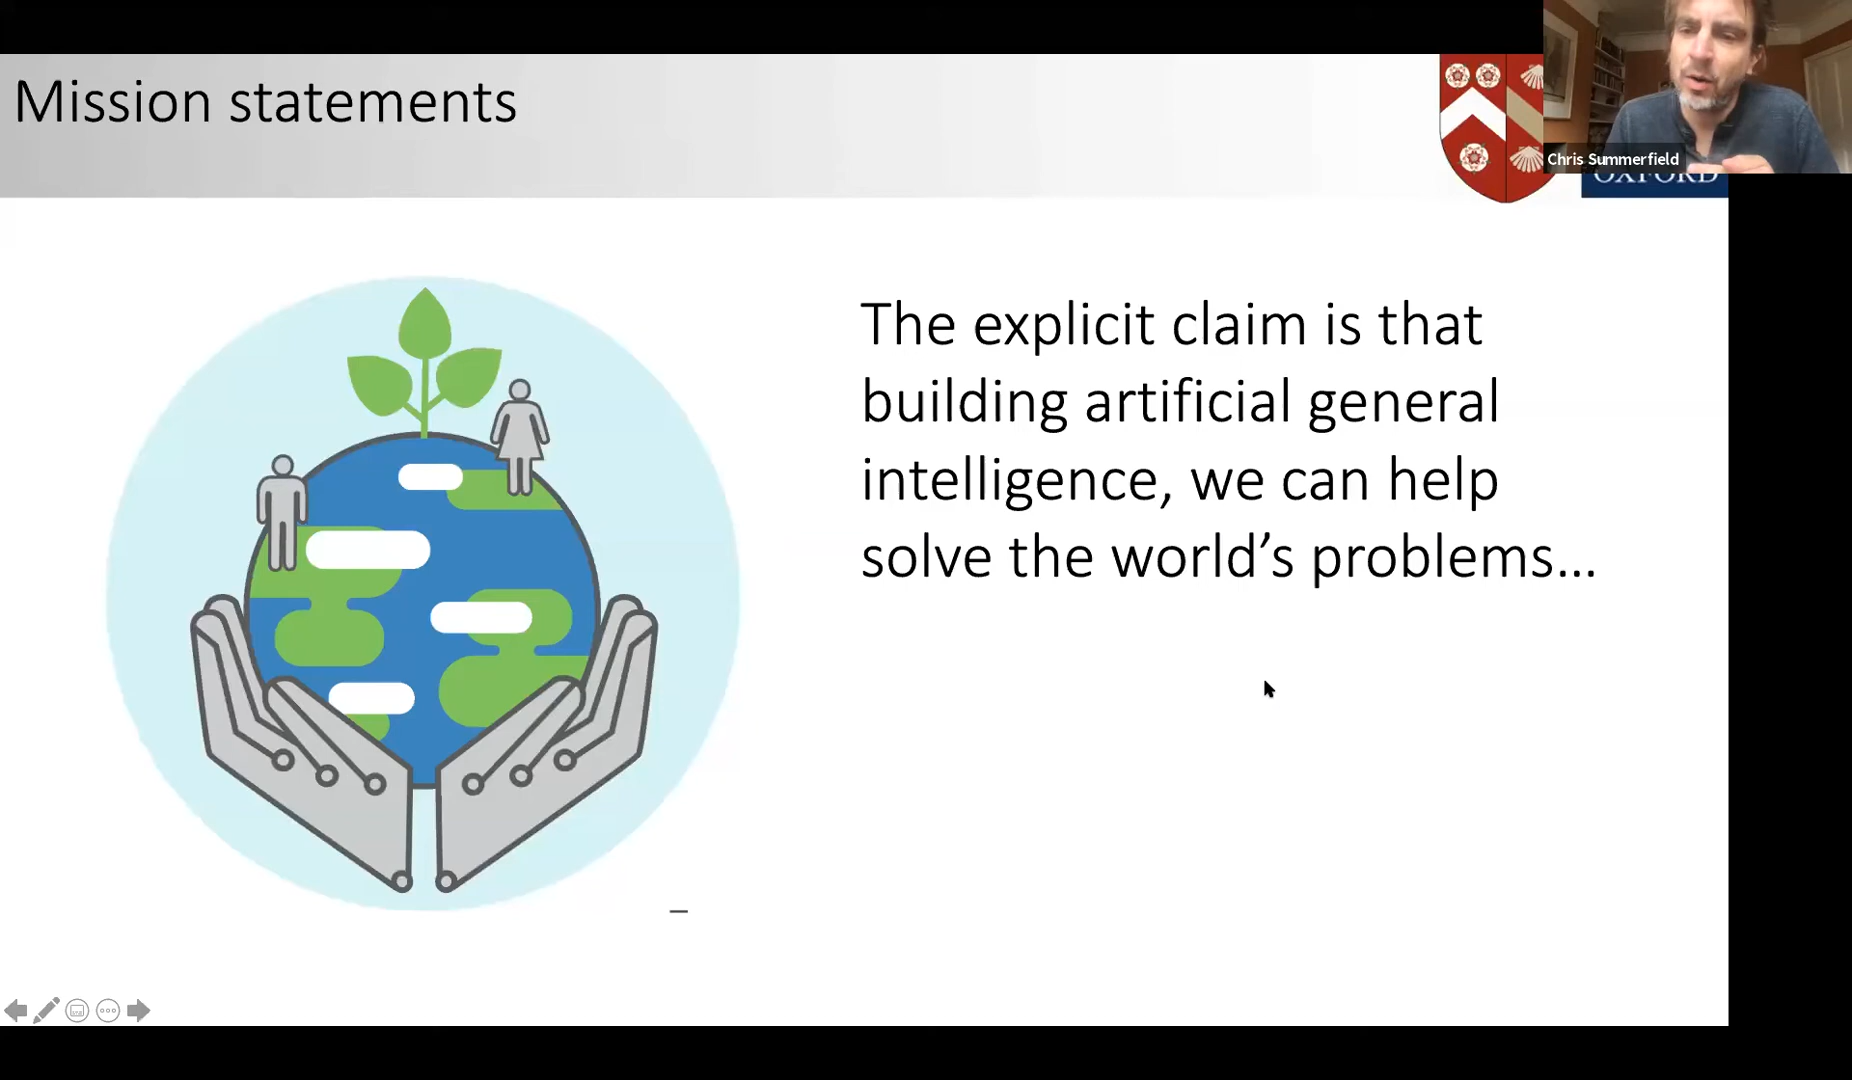 Mission statements
Chris Summerfield
OXFORD
The explicit claim is that
building artificial general
intelligence, we can help
solve the world’s problems…